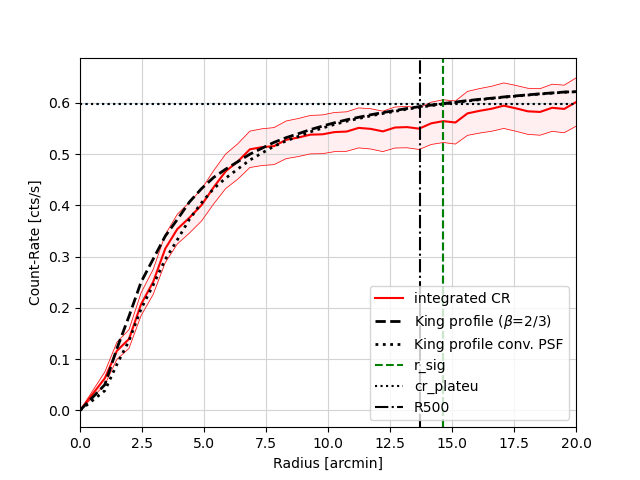 Count-Rate [cts/s]
0.6
0.5
0.4
0.3
0.2
0.1
0.0
integrated CR
King profile (β=2/3)
King profile conv. PSF
r_sig
cr_plateu
R500
0.0 2.5 5.0 7.5 10.0 12.5 15.0 17.5 20.0
Radius [arcmin]